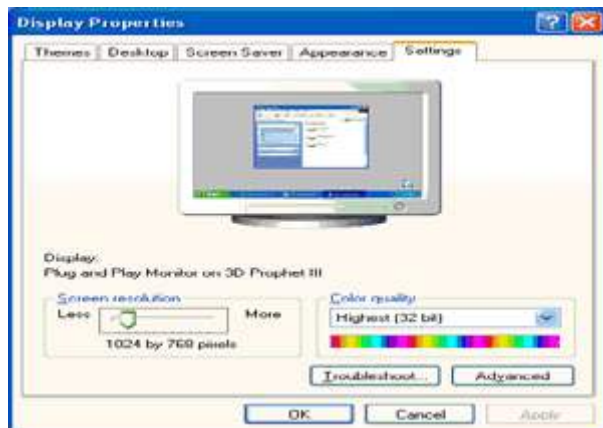 Display Properties
Themes Desktop Screen Saver Appearance Settings
Display:
Plug and Play Monitor on 3D Prophet III
Screen resolution
Less More
1024 by 768 pixels
Color quality
Highest (32 bit)
Troubleshoot... Advanced
OK Cancel Apply